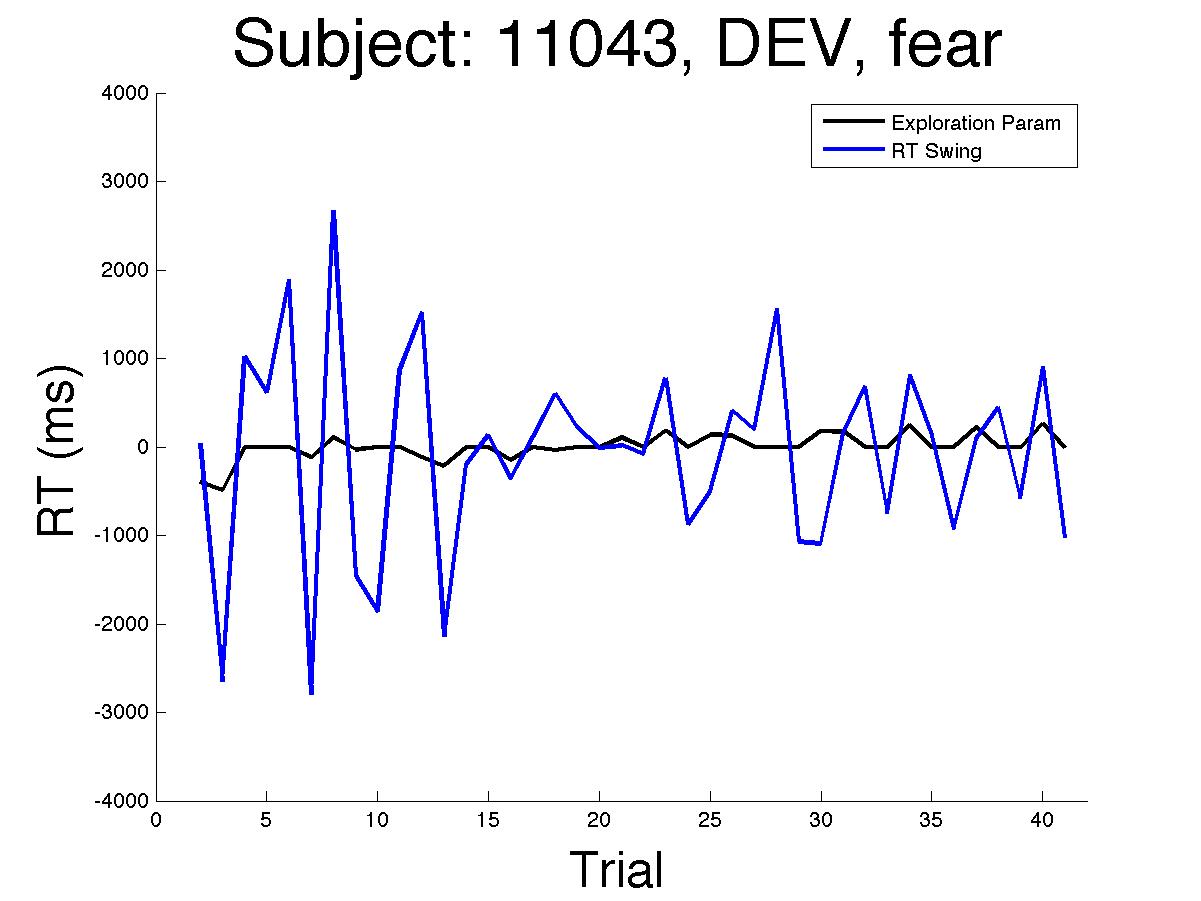 Subject: 11043, DEV, fear
Exploration Param
RT Swing
RT (ms)
4000
3000
2000
1000
0
-1000
-2000
-3000
-4000
0 5 10 15 20 25 30 35 40
Trial